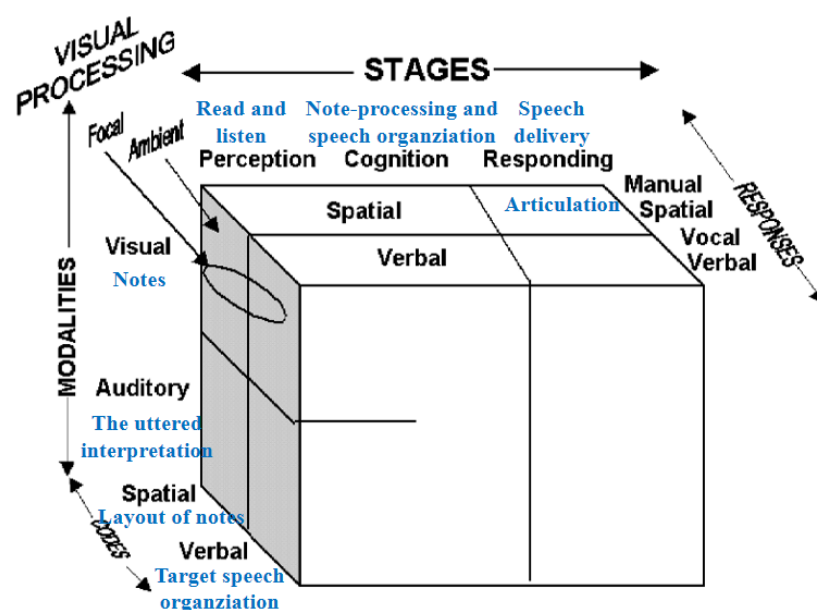 VISUAL
PROCESSING
STAGES
Read and
listen
Note-processing and
speech organziation
Speech
delivery
Focal
Ambient
Perception
Cognition
Responding
Manual
Spatial
Vocal
Verbal
RESPONSES
Spatial
Articulation
Verbal
Visual
Notes
MODALITIES
Auditory
The uttered
interpretation
Spatial
Layout of notes
CODES
Verbal
Target speech
organziation